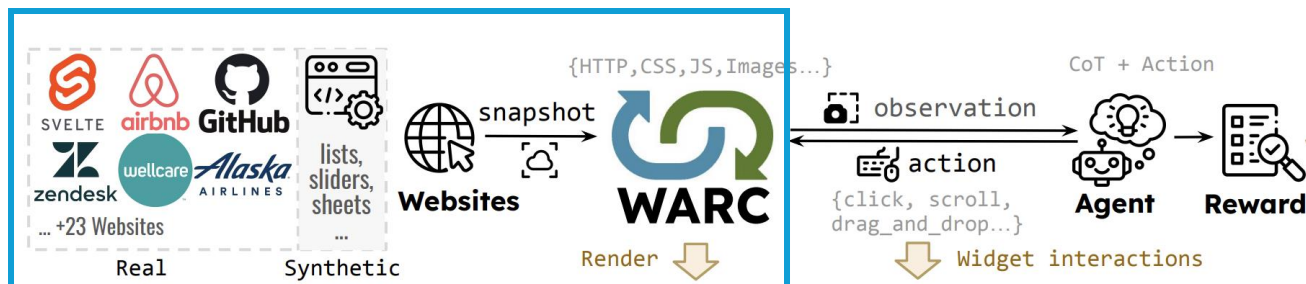 SVELTE
airbnb
GitHub
zendesk
wellcare
Alaska
AIRLINES
... +23 Websites
Real
</>
lists,
sliders,
sheets
...
Synthetic
Websites
snapshot
{HTTP,CSS,JS,Images...}
WARC
Render
observation
action
{click, scroll,
drag_and_drop...}
Widget interactions
CoT + Action
Agent
Reward